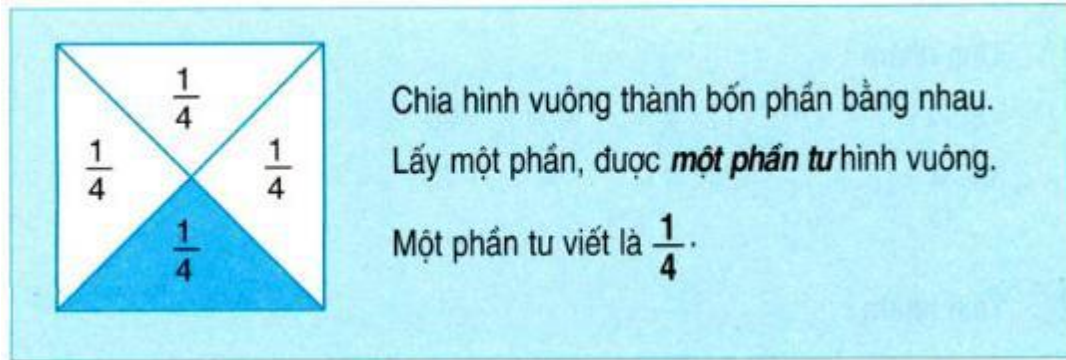 1/4
1/4
1/4
1/4
Chia hình vuông thành bốn phần bằng nhau.
Lấy một phần, được một phần tư hình vuông.
Một phần tư viết là 1/4.